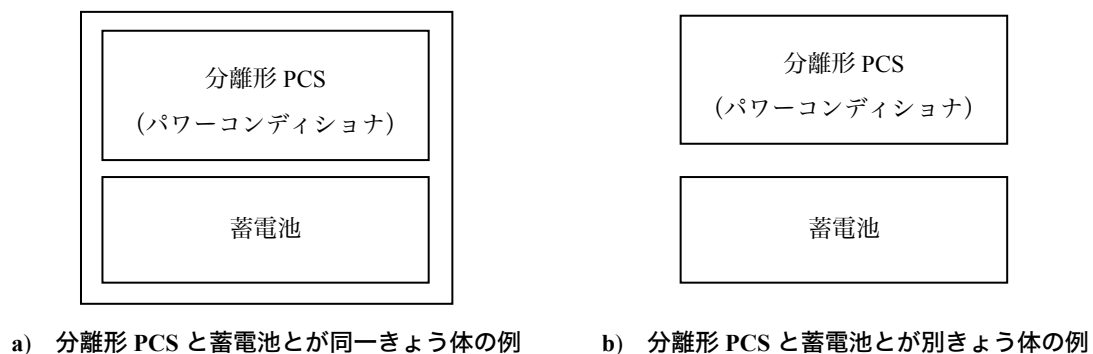 分離形 PCS
(パワーコンディショナ)
蓄電池
a) 分離形 PCS と蓄電池とが同一きょう体の例
分離形 PCS
(パワーコンディショナ)
蓄電池
b) 分離形 PCS と蓄電池とが別きょう体の例